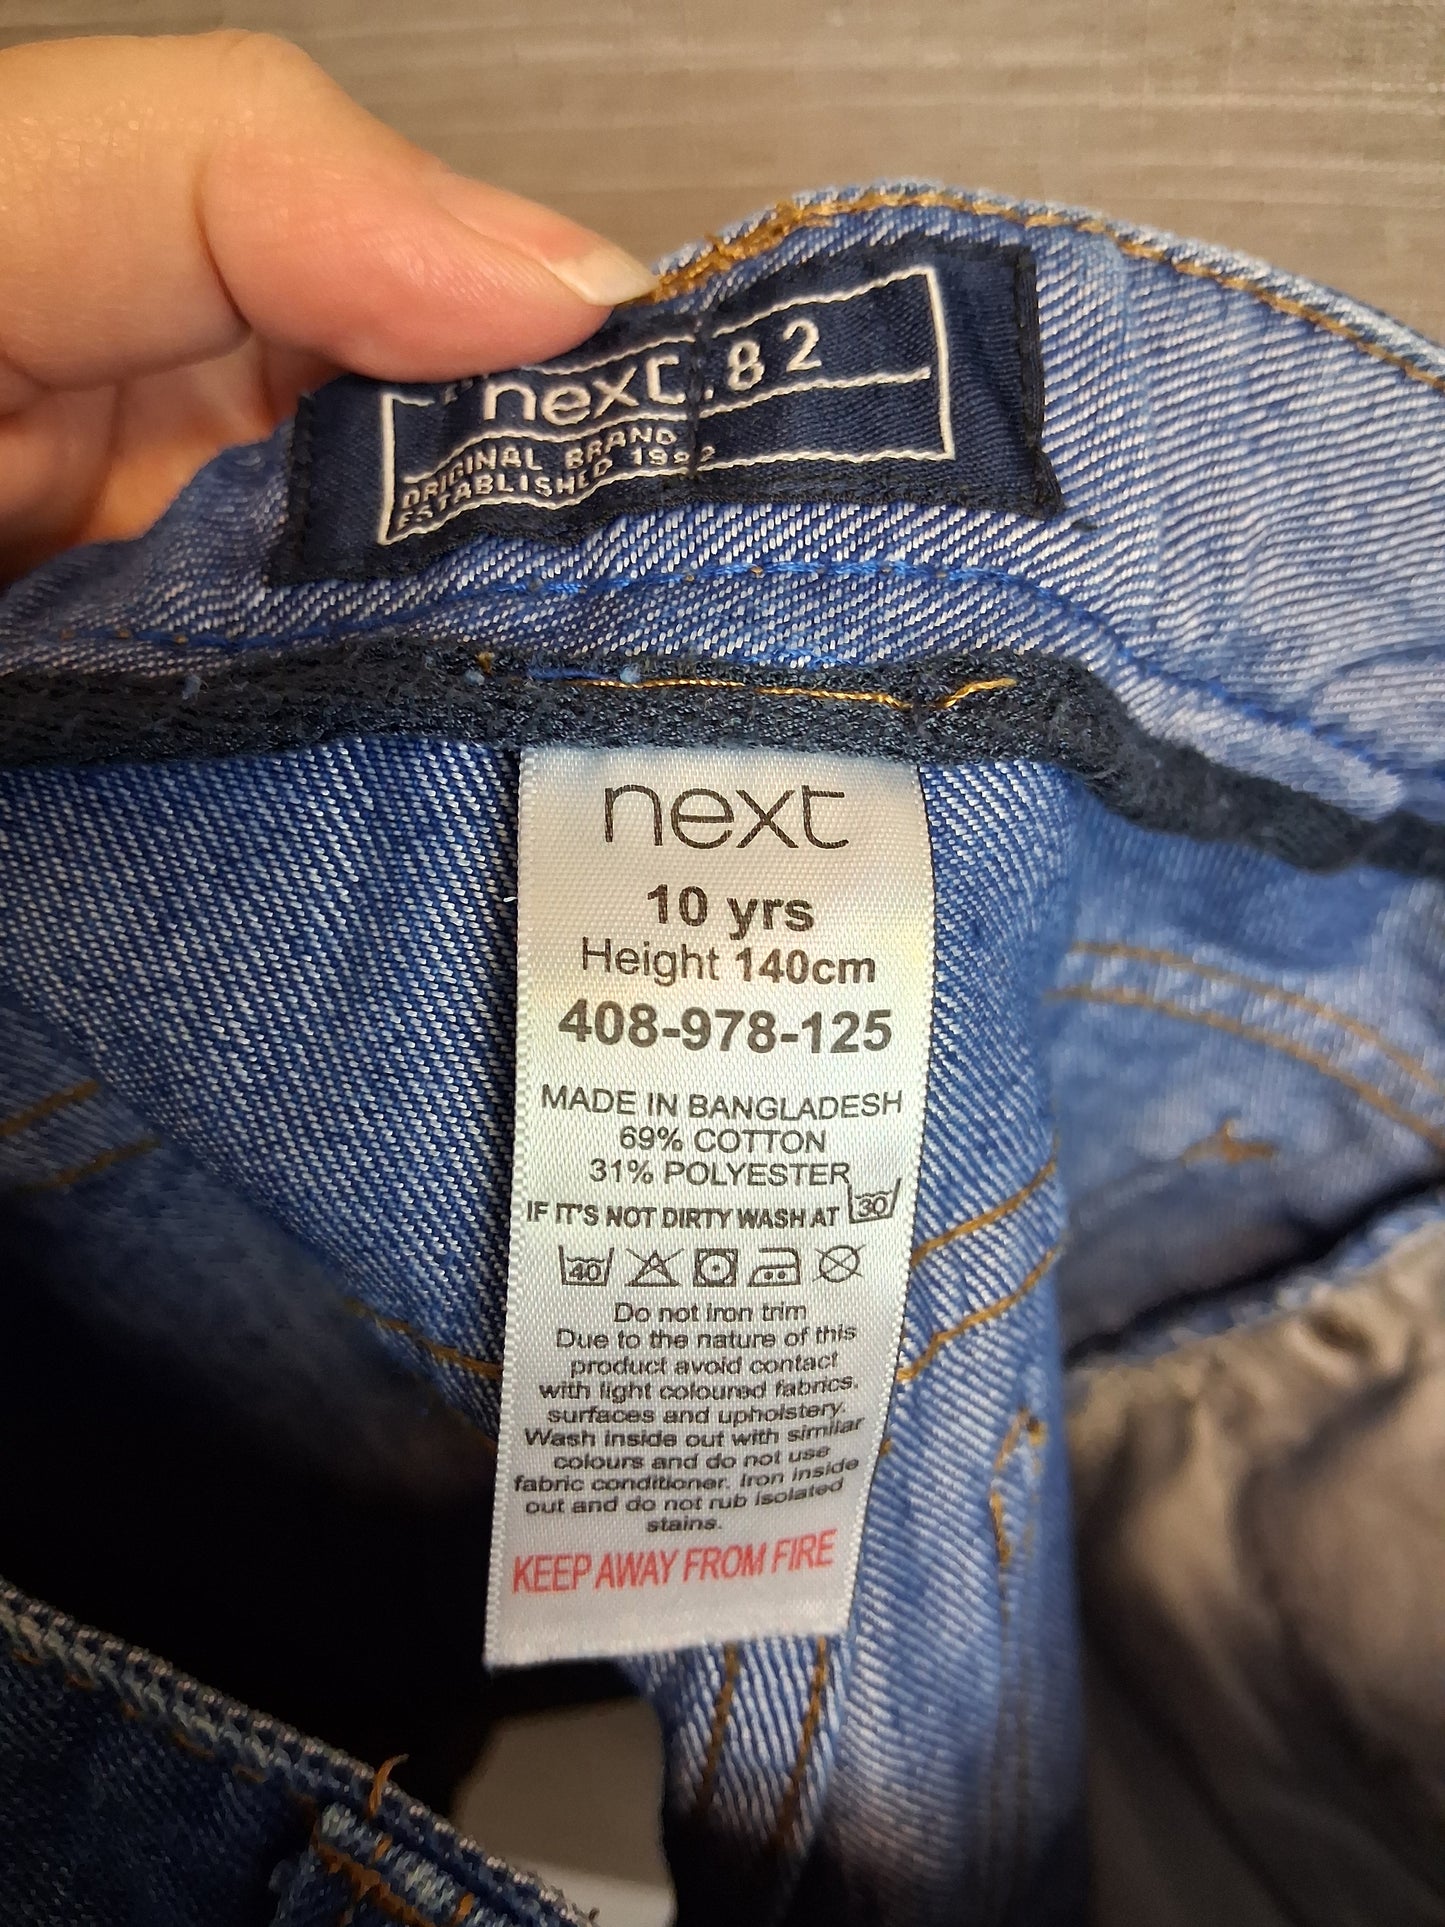 next .82
ORIGINAL BRAND
ESTABLISHED 1982
next
10 yrs
Height 140cm
408-978-125
MADE IN BANGLADESH
69% COTTON
31% POLYESTER
IF IT'S NOT DIRTY WASH AT 30
40
Do not iron trim
Due to the nature of this
product avoid contact
with light coloured fabrics,
surfaces and upholstery.
Wash inside out with similar
colours and do not use
fabric conditioner. Iron inside
out and do not rub isolated
stains.
KEEP AWAY FROM FIRE